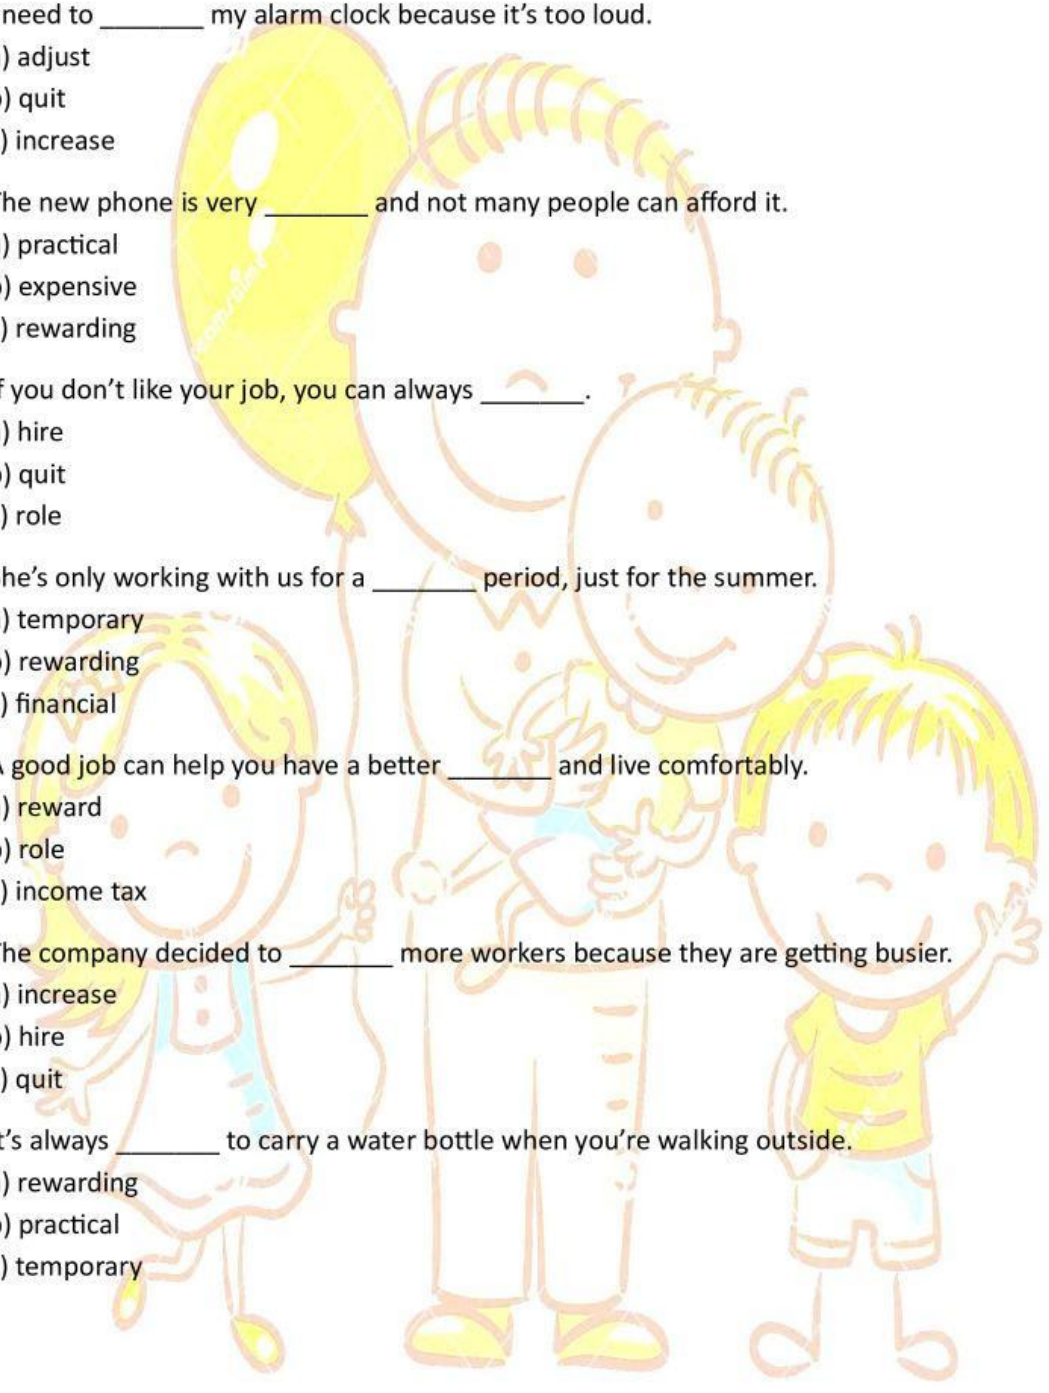 need to _______ my alarm clock because it's too loud.
) adjust
) quit
) increase
he new phone is very _______ and not many people can afford it.
) practical
) expensive
) rewarding
f you don't like your job, you can always _______.
) hire
) quit
) role
he's only working with us for a _______ period, just for the summer.
) temporary
) rewarding
) financial
good job can help you have a better _______ and live comfortably.
) reward
) role
) income tax
he company decided to _______ more workers because they are getting busier.
) increase
) hire
) quit
t's always _______ to carry a water bottle when you're walking outside.
) rewarding
) practical
) temporary